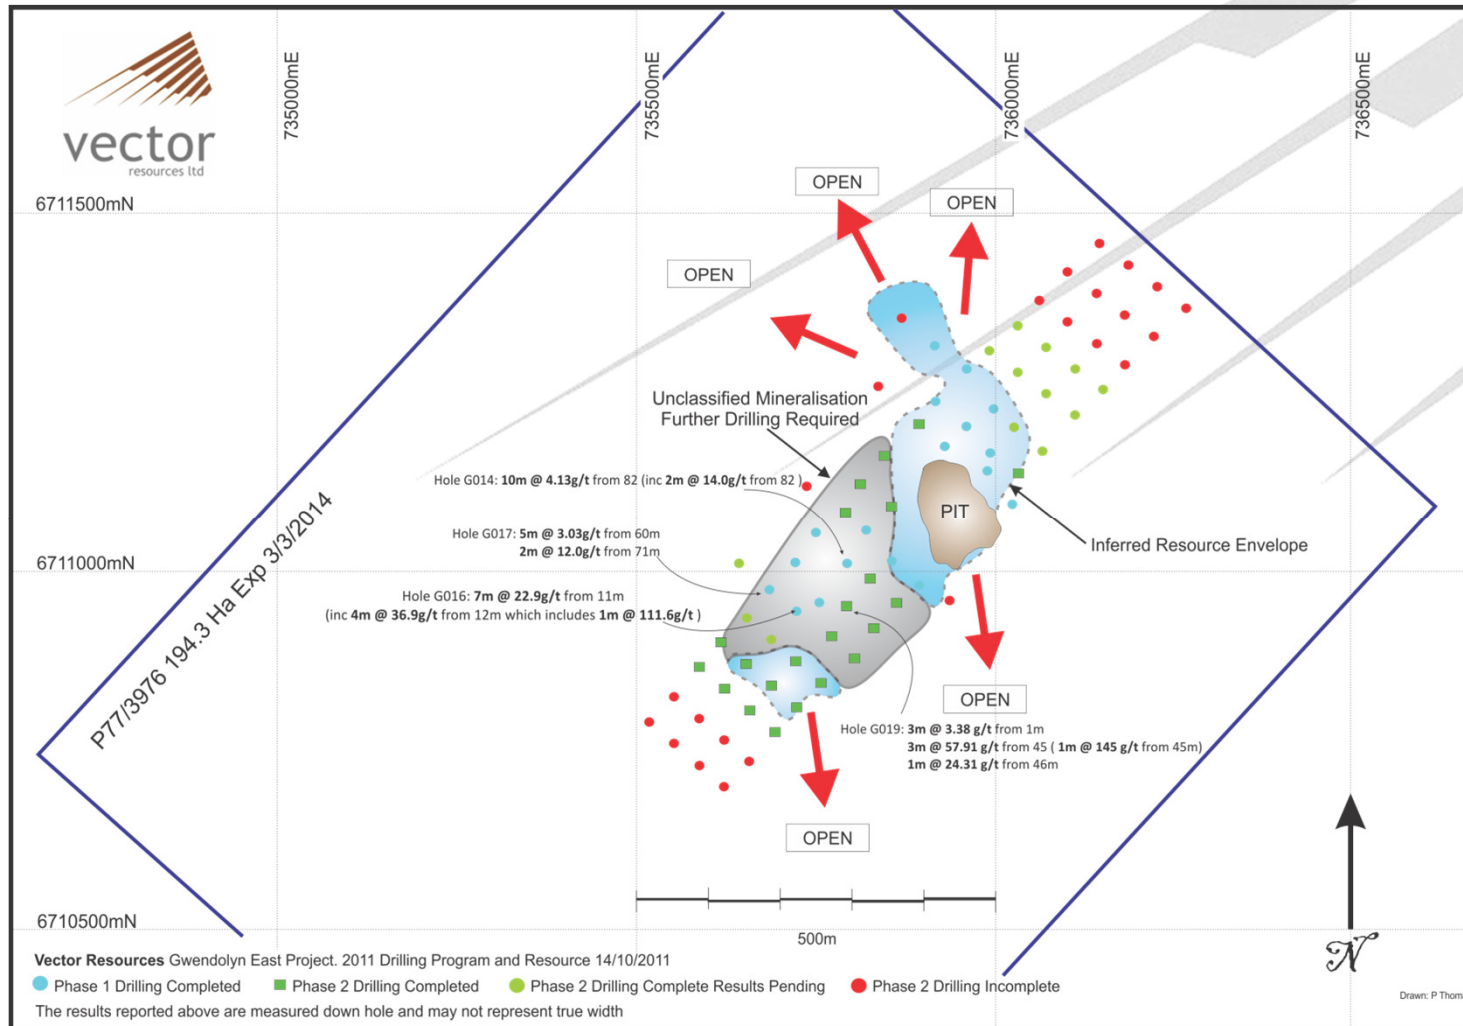 vector
resources ltd
735000mE
735500mE
736000mE
736500mE
6711500mN
OPEN
OPEN
OPEN
Unclassified Mineralisation
Further Drilling Required
Hole G014: 10m @ 4.13g/t from 82 (inc 2m @ 14.0g/t from 82 )
PIT
Hole G017: 5m @ 3.03g/t from 60m
2m @ 12.0g/t from 71m
Inferred Resource Envelope
6711000mN
Hole G016: 7m @ 22.9g/t from 11m
(inc 4m @ 36.9g/t from 12m which includes 1m @ 111.6g/t )
P77/3976 194.3 Ha Exp 3/3/2014
OPEN
Hole G019: 3m @ 3.38 g/t from 1m
3m @ 57.91 g/t from 45 ( 1m @ 145 g/t from 45m)
1m @ 24.31 g/t from 46m
OPEN
6710500mN
500m
N
Vector Resources Gwendolyn East Project. 2011 Drilling Program and Resource 14/10/2011
Phase 1 Drilling Completed
Phase 2 Drilling Completed
Phase 2 Drilling Complete Results Pending
Phase 2 Drilling Incomplete
Drawn: P Thom
The results reported above are measured down hole and may not represent true width